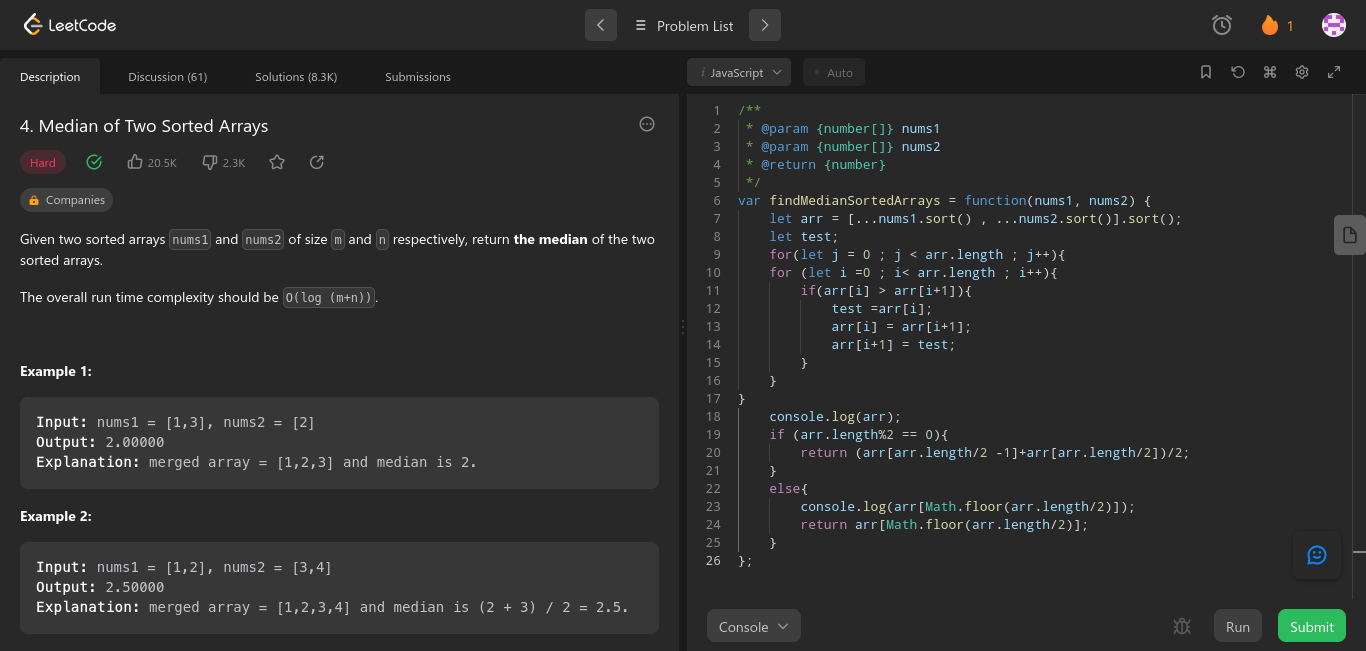 LeetCode
Problem List
1
Description
Discussion (61)
Solutions (8.3K)
Submissions
4. Median of Two Sorted Arrays
Hard
20.5K
2.3K
Companies
Given two sorted arrays nums1 and nums2 of size m and n respectively, return the median of the two
sorted arrays.
The overall run time complexity should be O(log (m+n)).
Example 1:
Input: nums1 = [1,3], nums2 = [2]
Output: 2.00000
Explanation: merged array = [1,2,3] and median is 2.
Example 2:
Input: nums1 = [1,2], nums2 = [3,4]
Output: 2.50000
Explanation: merged array = [1,2,3,4] and median is (2 + 3) / 2 = 2.5.
i JavaScript
Auto
1 /**
2  * @param {number[]} nums1
3  * @param {number[]} nums2
4  * @return {number}
5  */
6 var findMedianSortedArrays = function(nums1, nums2) {
7     let arr = [...nums1.sort() , ...nums2.sort()].sort();
8     let test;
9     for(let j = 0 ; j < arr.length ; j++){
10     for (let i =0 ; i< arr.length ; i++){
11         if(arr[i] > arr[i+1]){
12             test =arr[i];
13             arr[i] = arr[i+1];
14             arr[i+1] = test;
15         }
16     }
17 }
18     console.log(arr);
19     if (arr.length%2 == 0){
20         return (arr[arr.length/2 -1]+arr[arr.length/2])/2;
21     }
22     else{
23         console.log(arr[Math.floor(arr.length/2)]);
24         return arr[Math.floor(arr.length/2)];
25     }
26 };
Console
Run
Submit